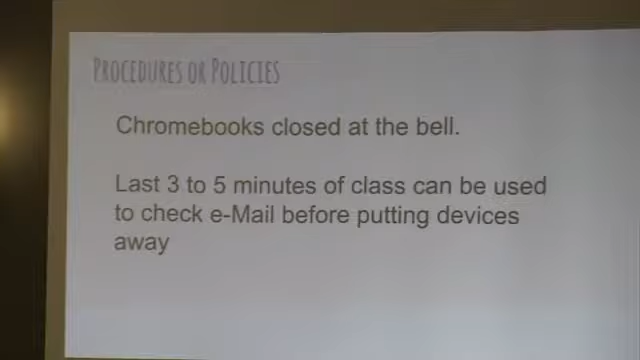 PROCEDURES OR POLICIES
Chromebooks closed at the bell.
Last 3 to 5 minutes of class can be used
to check e-Mail before putting devices
away